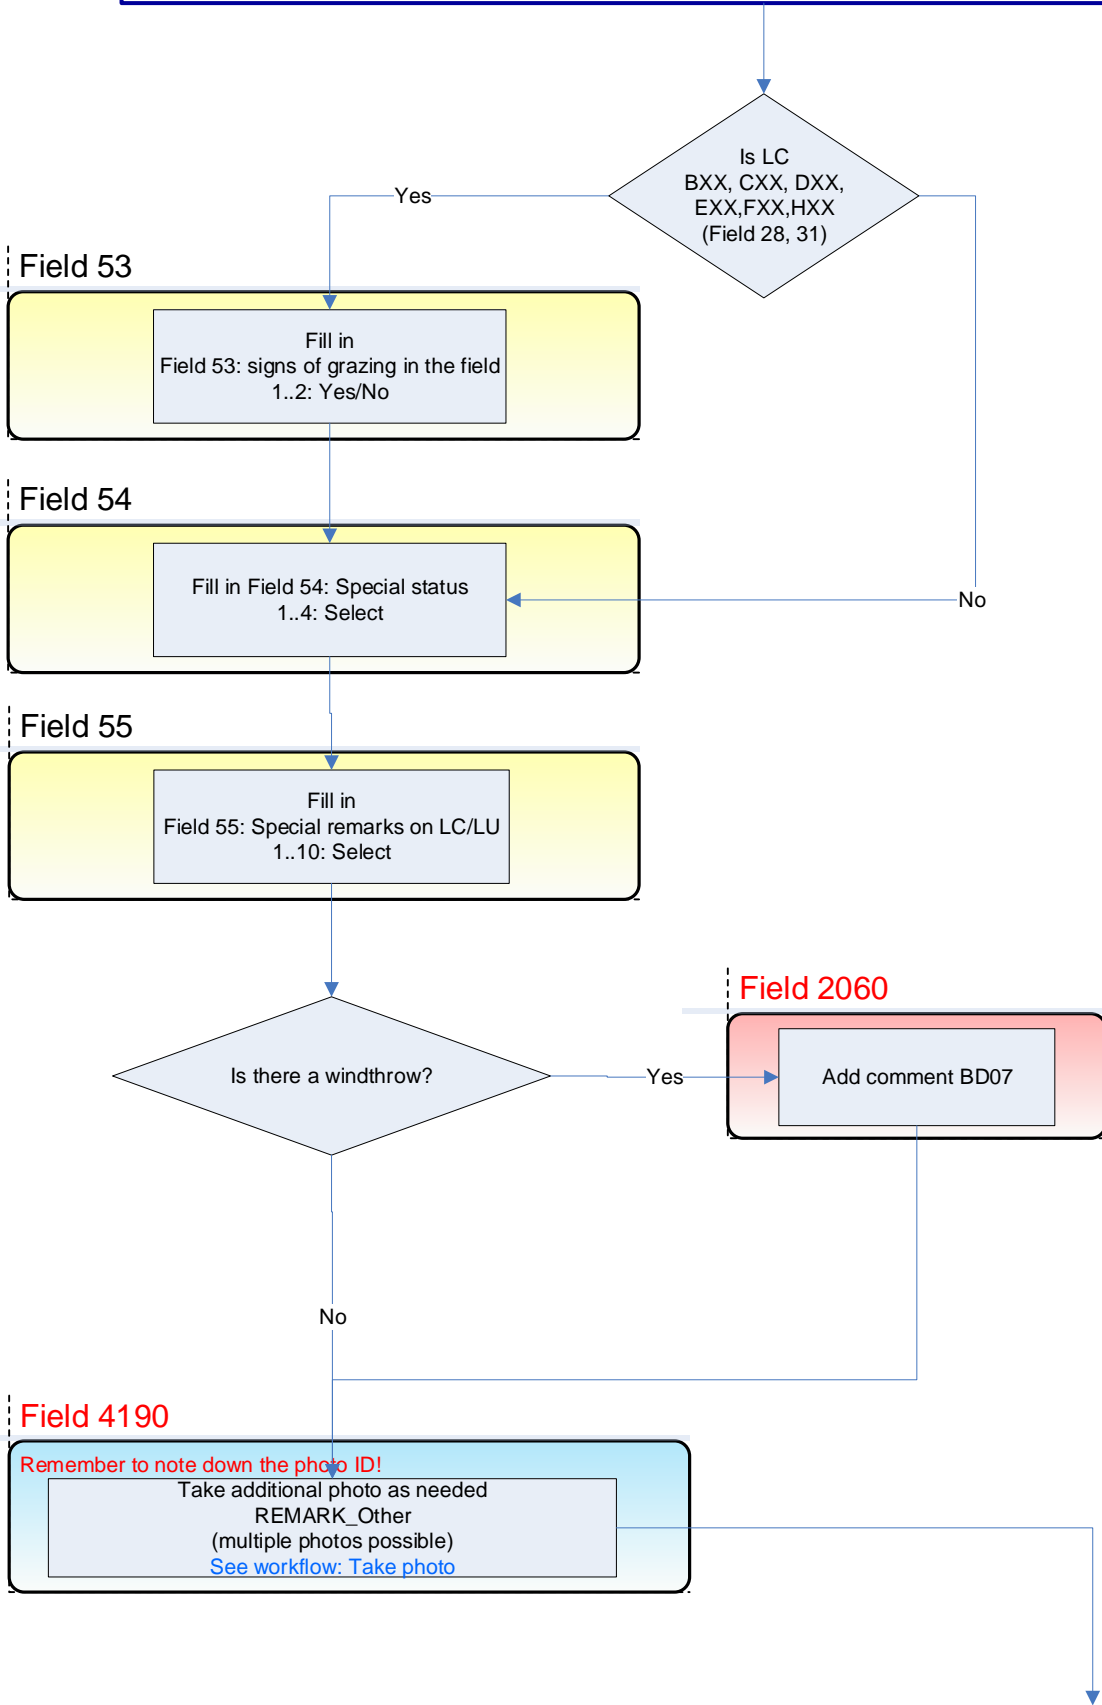 Is LC
BXX, CXX, DXX,
EXX,FXX,HXX
(Field 28, 31)
Yes
Field 53
Fill in
Field 53: signs of grazing in the field
1..2: Yes/No
Field 54
Fill in Field 54: Special status
1..4: Select
No
Field 55
Fill in
Field 55: Special remarks on LC/LU
1..10: Select
Field 2060
Is there a windthrow?
Yes
Add comment BD07
No
Field 4190
Remember to note down the photo ID!
Take additional photo as needed
REMARK_Other
(multiple photos possible)
See workflow: Take photo